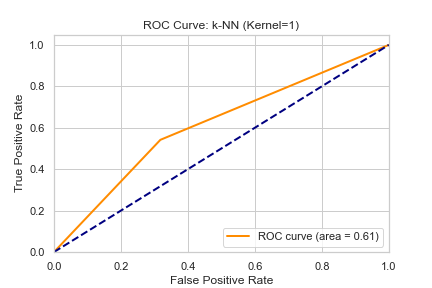 ROC Curve: k-NN (Kernel=1)
True Positive Rate
1.0
0.8
0.6
0.4
0.2
0.0
ROC curve (area = 0.61)
0.0 0.2 0.4 0.6 0.8 1.0
False Positive Rate